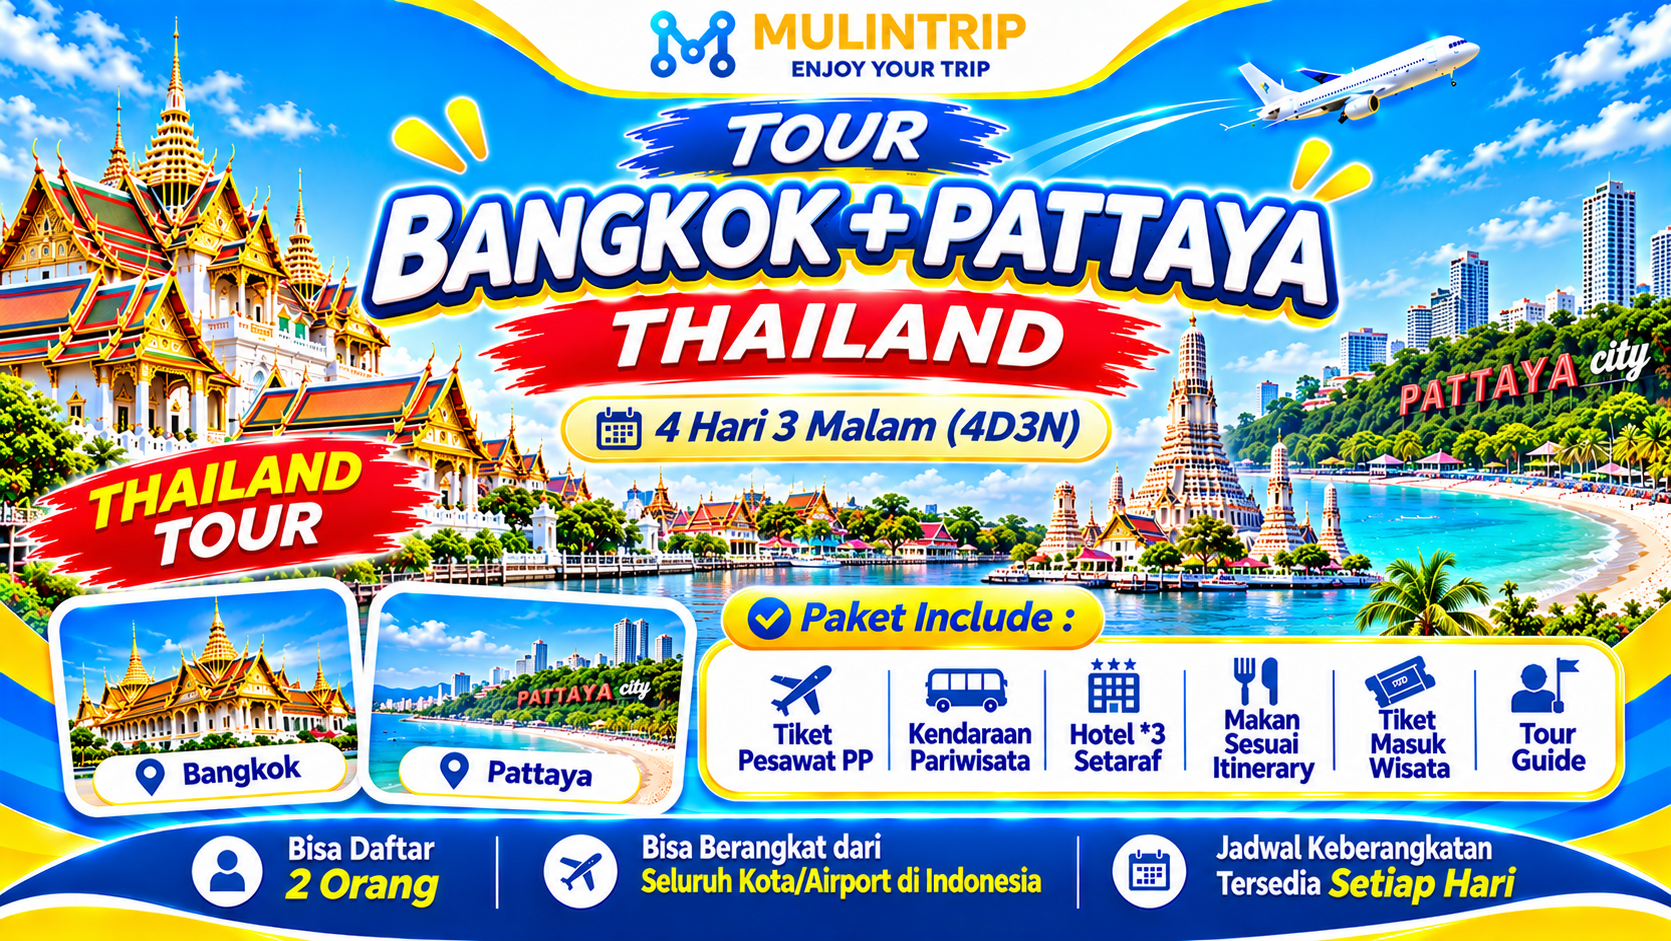 MULINTRIP
ENJOY YOUR TRIP
TOUR
BANGKOK + PATTAYA
THAILAND
4 Hari 3 Malam (4D3N)
PATTAYA city
THAILAND
TOUR
PATTAYA city
Bangkok
Pattaya
Paket Include :
Tiket
Pesawat PP
Kendaraan
Pariwisata
Hotel *3
Setaraf
Makan
Sesuai
Itinerary
Tiket
Masuk
Wisata
Tour
Guide
Bisa Daftar
2 Orang
Bisa Berangkat dari
Seluruh Kota/Airport di Indonesia
Jadwal Keberangkatan
Tersedia Setiap Hari